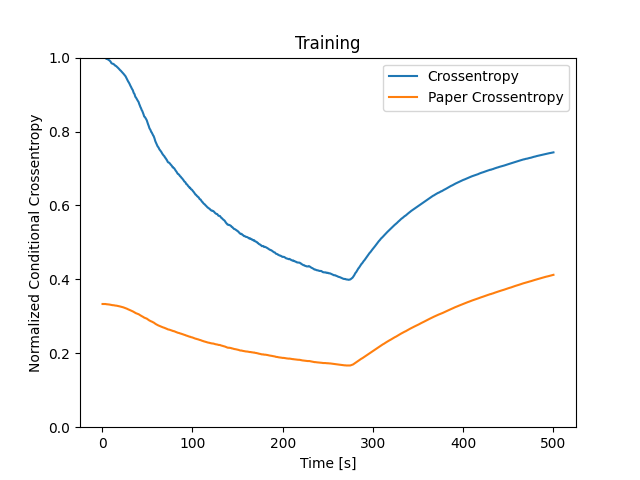 Training
Crossentropy
Paper Crossentropy
Normalized Conditional Crossentropy
1.0
0.8
0.6
0.4
0.2
0.0
0 100 200 300 400 500
Time [s]